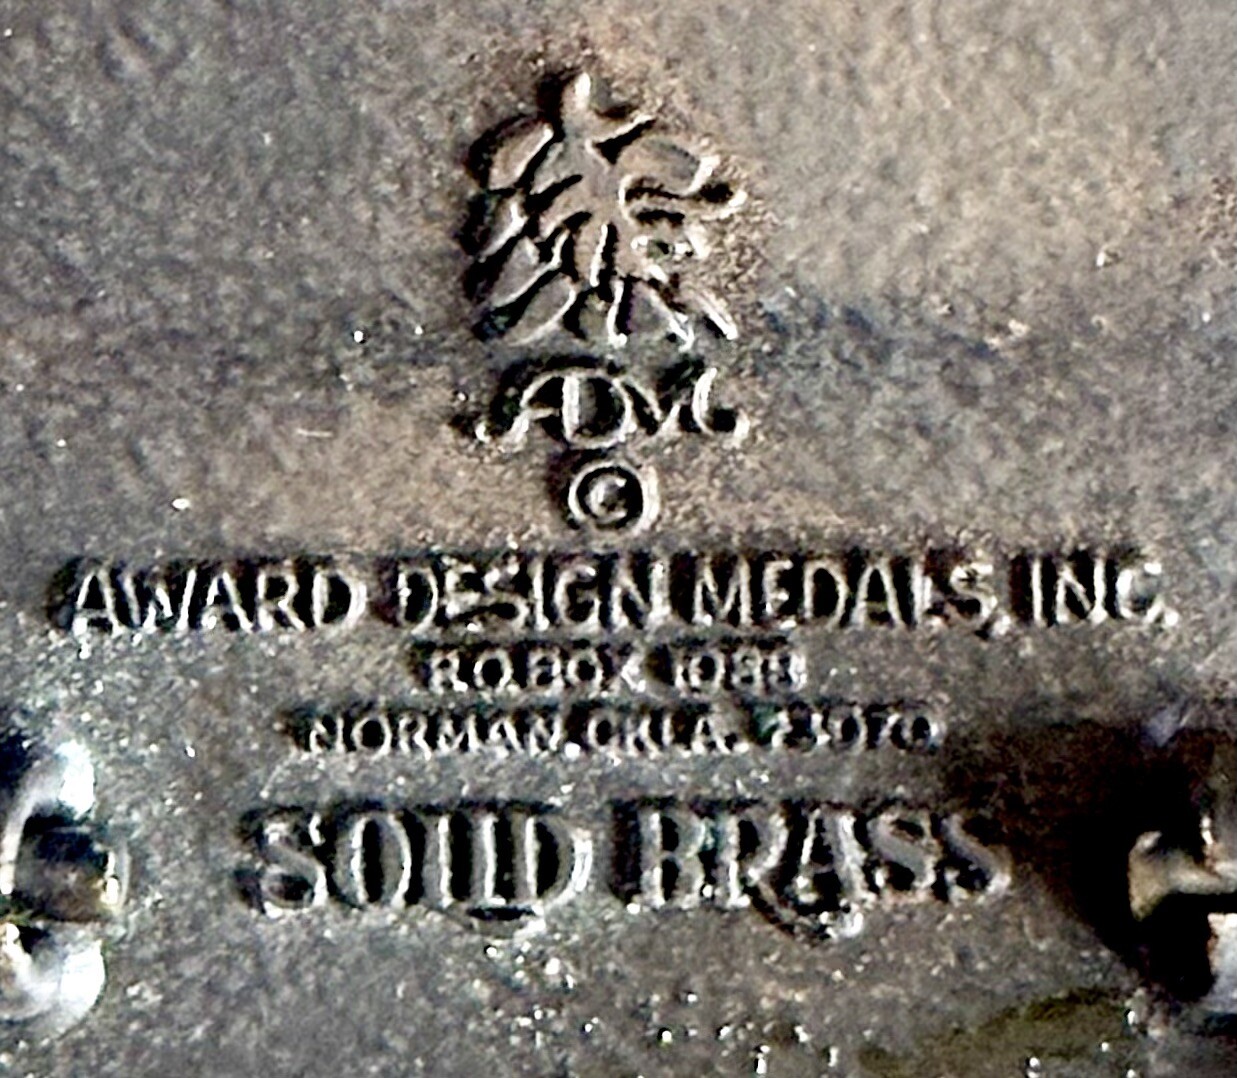 ADM
©
AWARD DESIGN MEDALS, INC.
P.O. BOX 1088
NORMAN, OKLA. 73070
SOLID BRASS